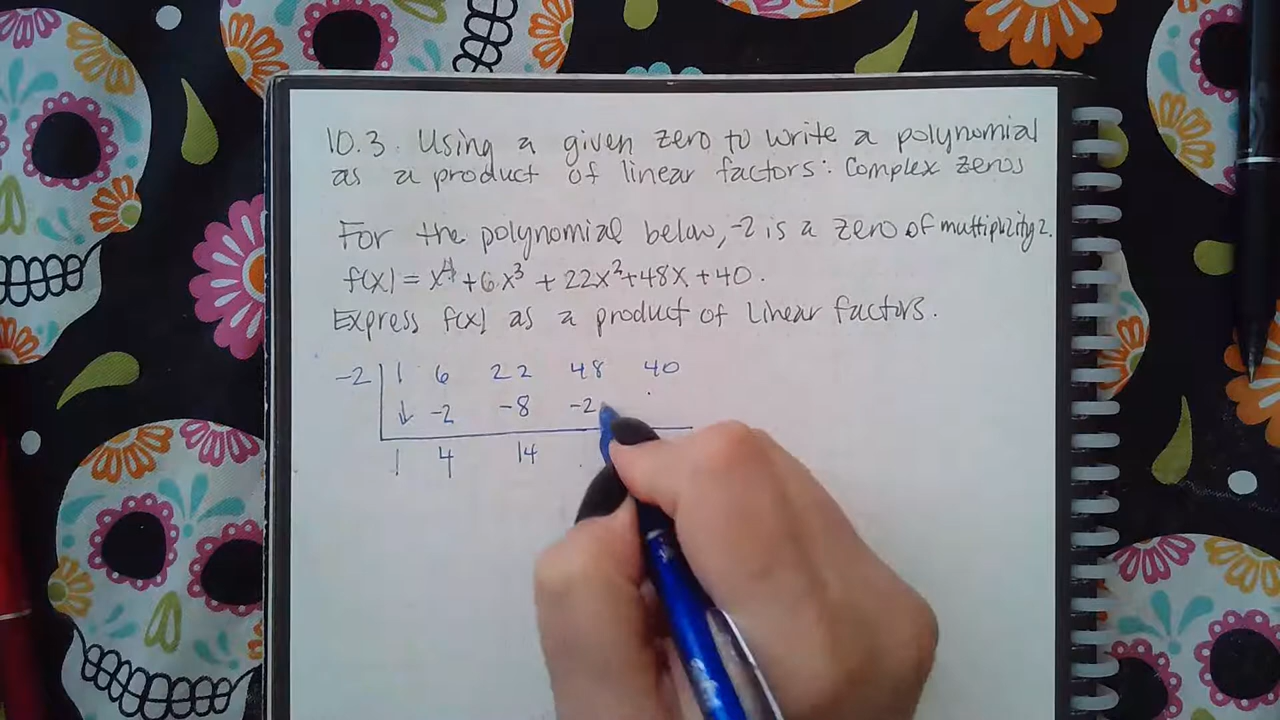 10.3. Using a given zero to write a polynomial
as a product of linear factors: Complex zeros
For the polynomial below, -2 is a zero of multiplizity 2.
f(x) = x⁴ + 6x³ + 22x² + 48x + 40.
Express f(x) as a product of linear factors.
-2 | 1 6 22 48 40
↓ -2 -8 -2
1 4 14